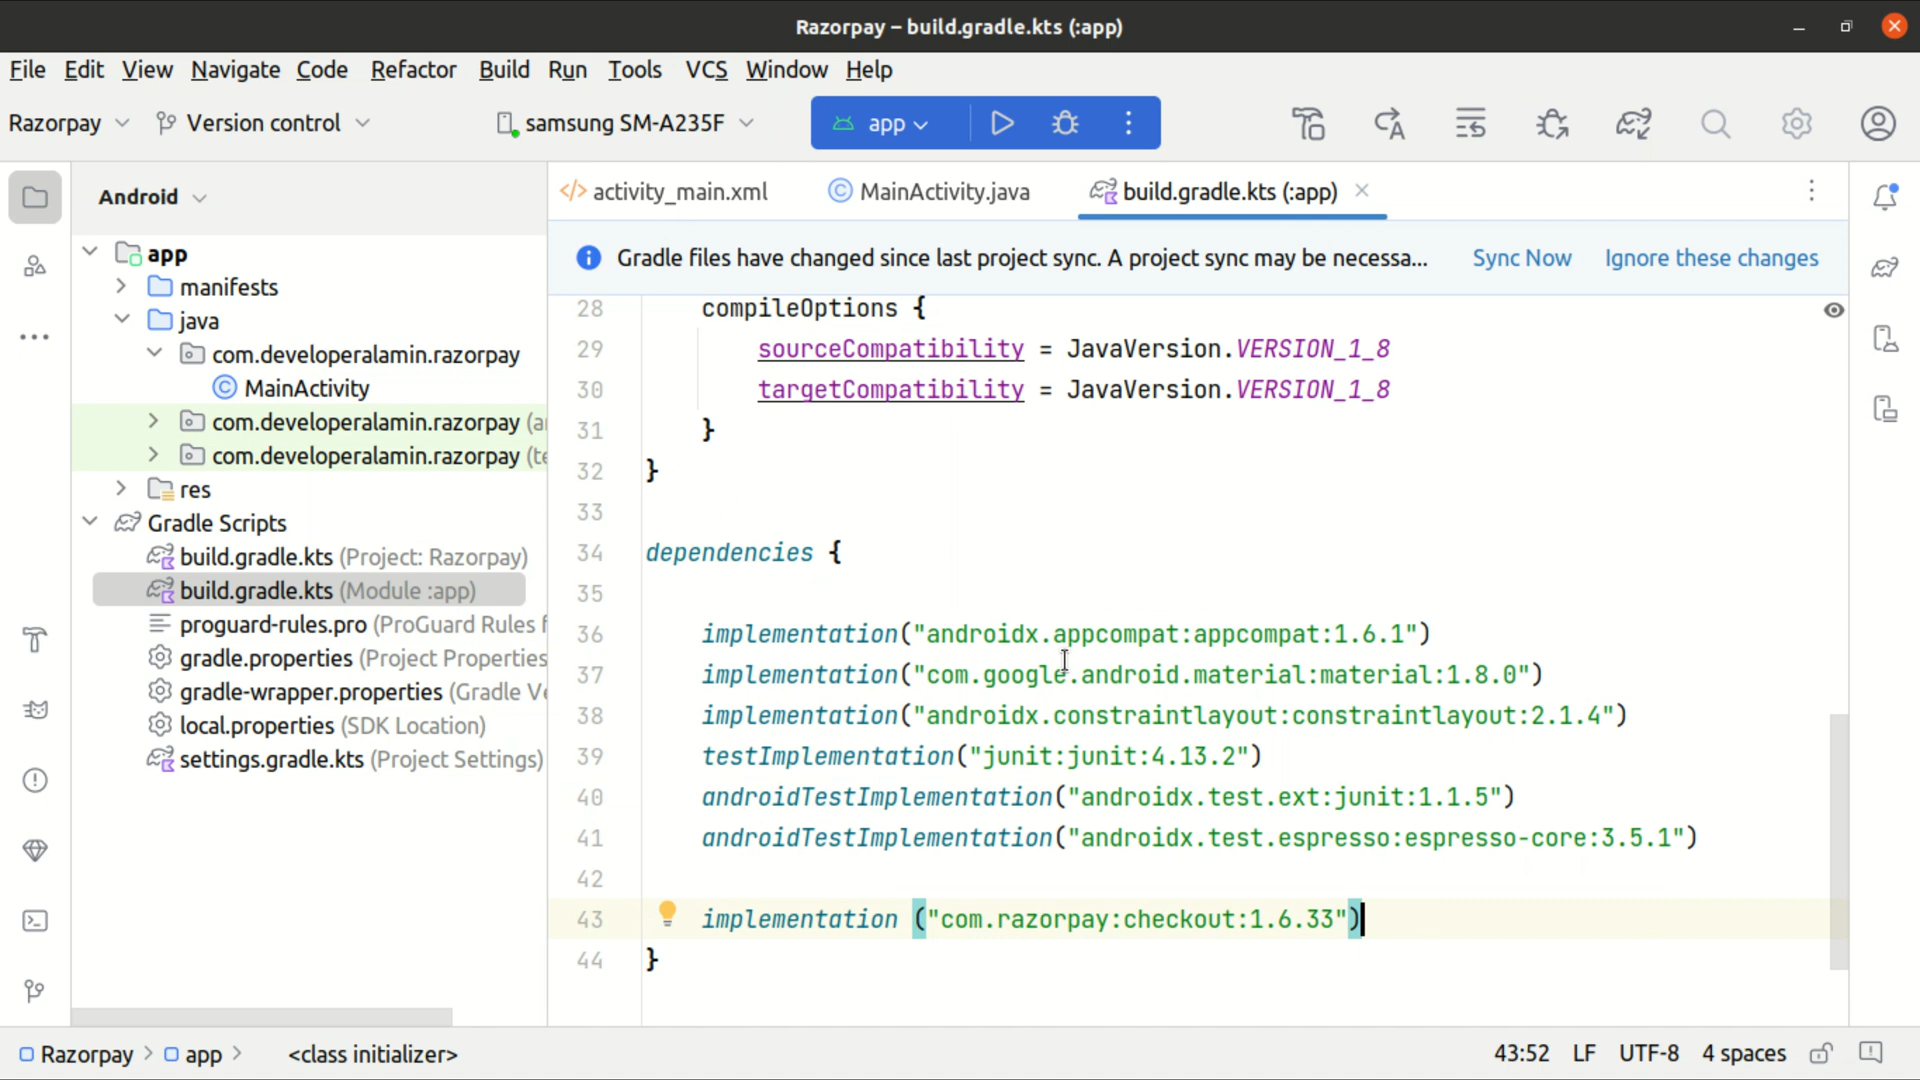 Razorpay – build.gradle.kts (:app)
File Edit View Navigate Code Refactor Build Run Tools VCS Window Help
Razorpay Version control samsung SM-A235F app
Android
app
manifests
java
com.developeralamin.razorpay
MainActivity
com.developeralamin.razorpay (a
com.developeralamin.razorpay (te
res
Gradle Scripts
build.gradle.kts (Project: Razorpay)
build.gradle.kts (Module :app)
proguard-rules.pro (ProGuard Rules f
gradle.properties (Project Properties
gradle-wrapper.properties (Gradle Ve
local.properties (SDK Location)
settings.gradle.kts (Project Settings)
activity_main.xml MainActivity.java build.gradle.kts (:app)
Gradle files have changed since last project sync. A project sync may be necessa... Sync Now Ignore these changes
28 compileOptions {
29 sourceCompatibility = JavaVersion.VERSION_1_8
30 targetCompatibility = JavaVersion.VERSION_1_8
31 }
32 }
33
34 dependencies {
35
36 implementation("androidx.appcompat:appcompat:1.6.1")
37 implementation("com.google.android.material:material:1.8.0")
38 implementation("androidx.constraintlayout:constraintlayout:2.1.4")
39 testImplementation("junit:junit:4.13.2")
40 androidTestImplementation("androidx.test.ext:junit:1.1.5")
41 androidTestImplementation("androidx.test.espresso:espresso-core:3.5.1")
42
43 implementation ("com.razorpay:checkout:1.6.33")
44 }
Razorpay app <class initializer> 43:52 LF UTF-8 4 spaces